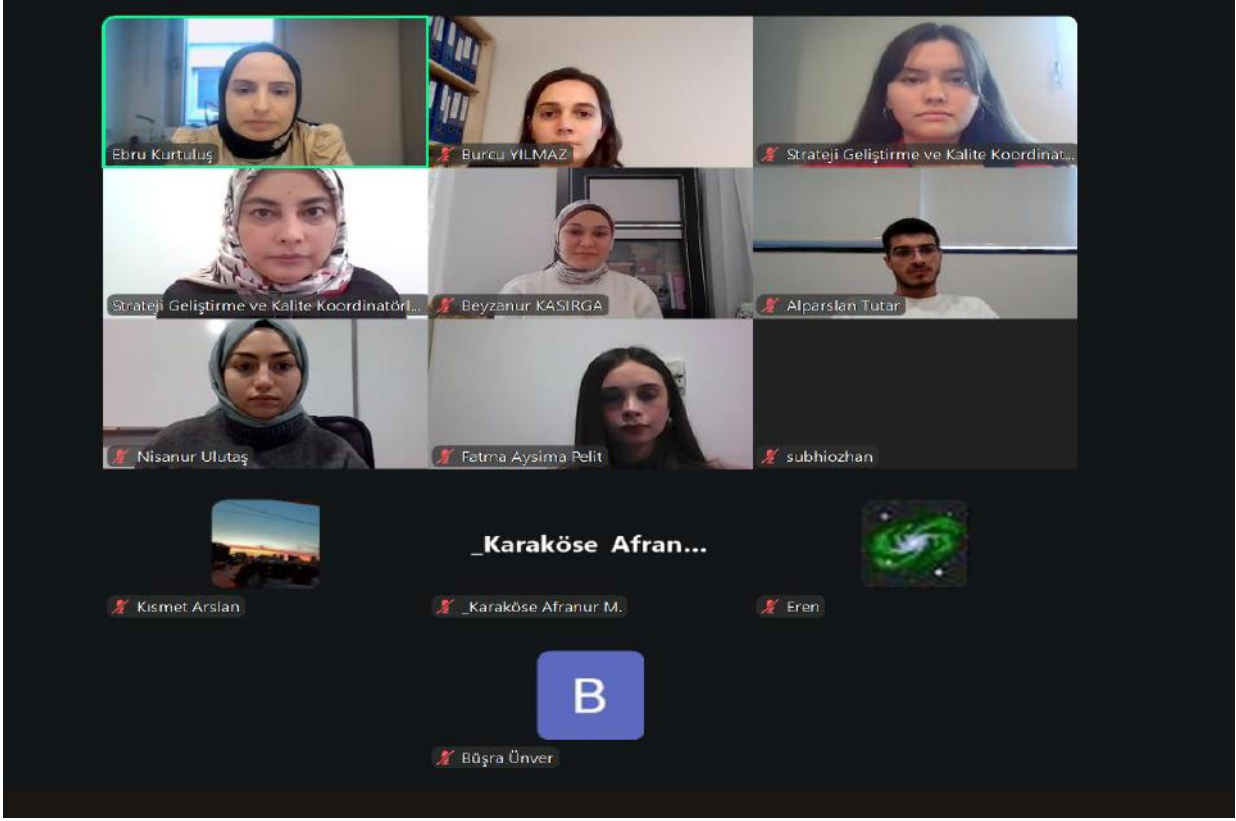 Ebru Kurtuluş
Burcu YILMAZ
Strateji Geliştirme ve Kalite Koordinat...
Strateji Geliştirme ve Kalite Koordinatörl...
Beyzanur KASIRGA
Alparslan Tutar
Nisanur Ulutaş
Fatma Aysima Pelit
subhiozhan
_Karaköse Afran...
Kısmet Arslan
_Karaköse Afranur M.
Eren
B
Büşra Ünver